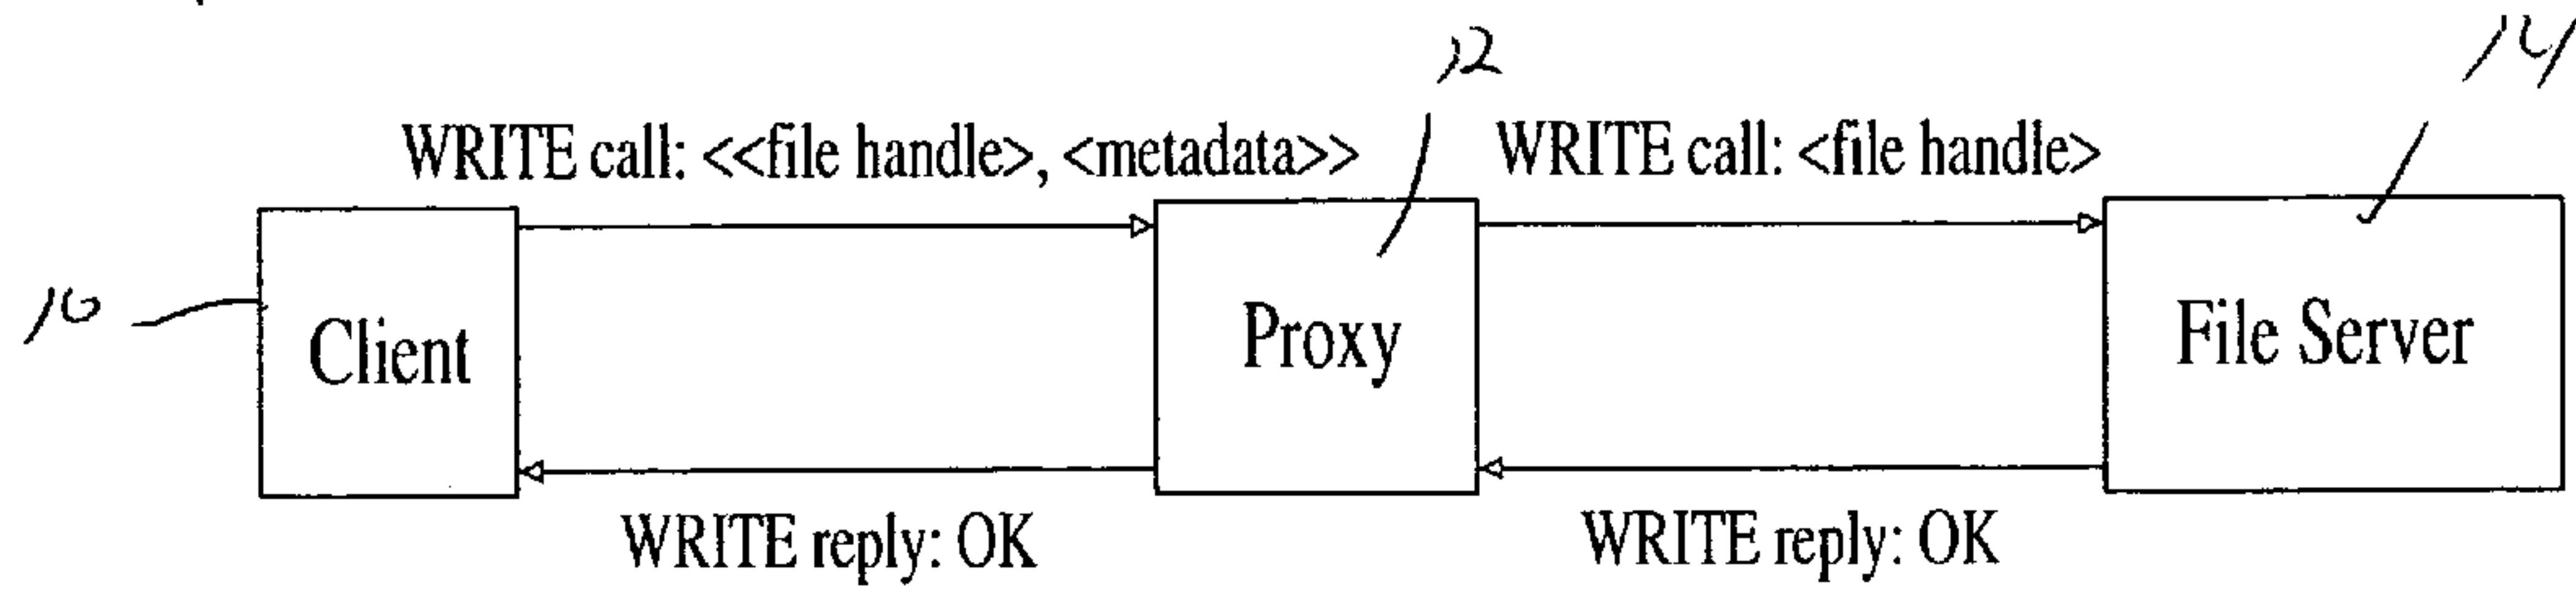 12
14
WRITE call: <<file handle>, <metadata>>
WRITE call: <file handle>
10
Client
Proxy
File Server
WRITE reply: OK
WRITE reply: OK